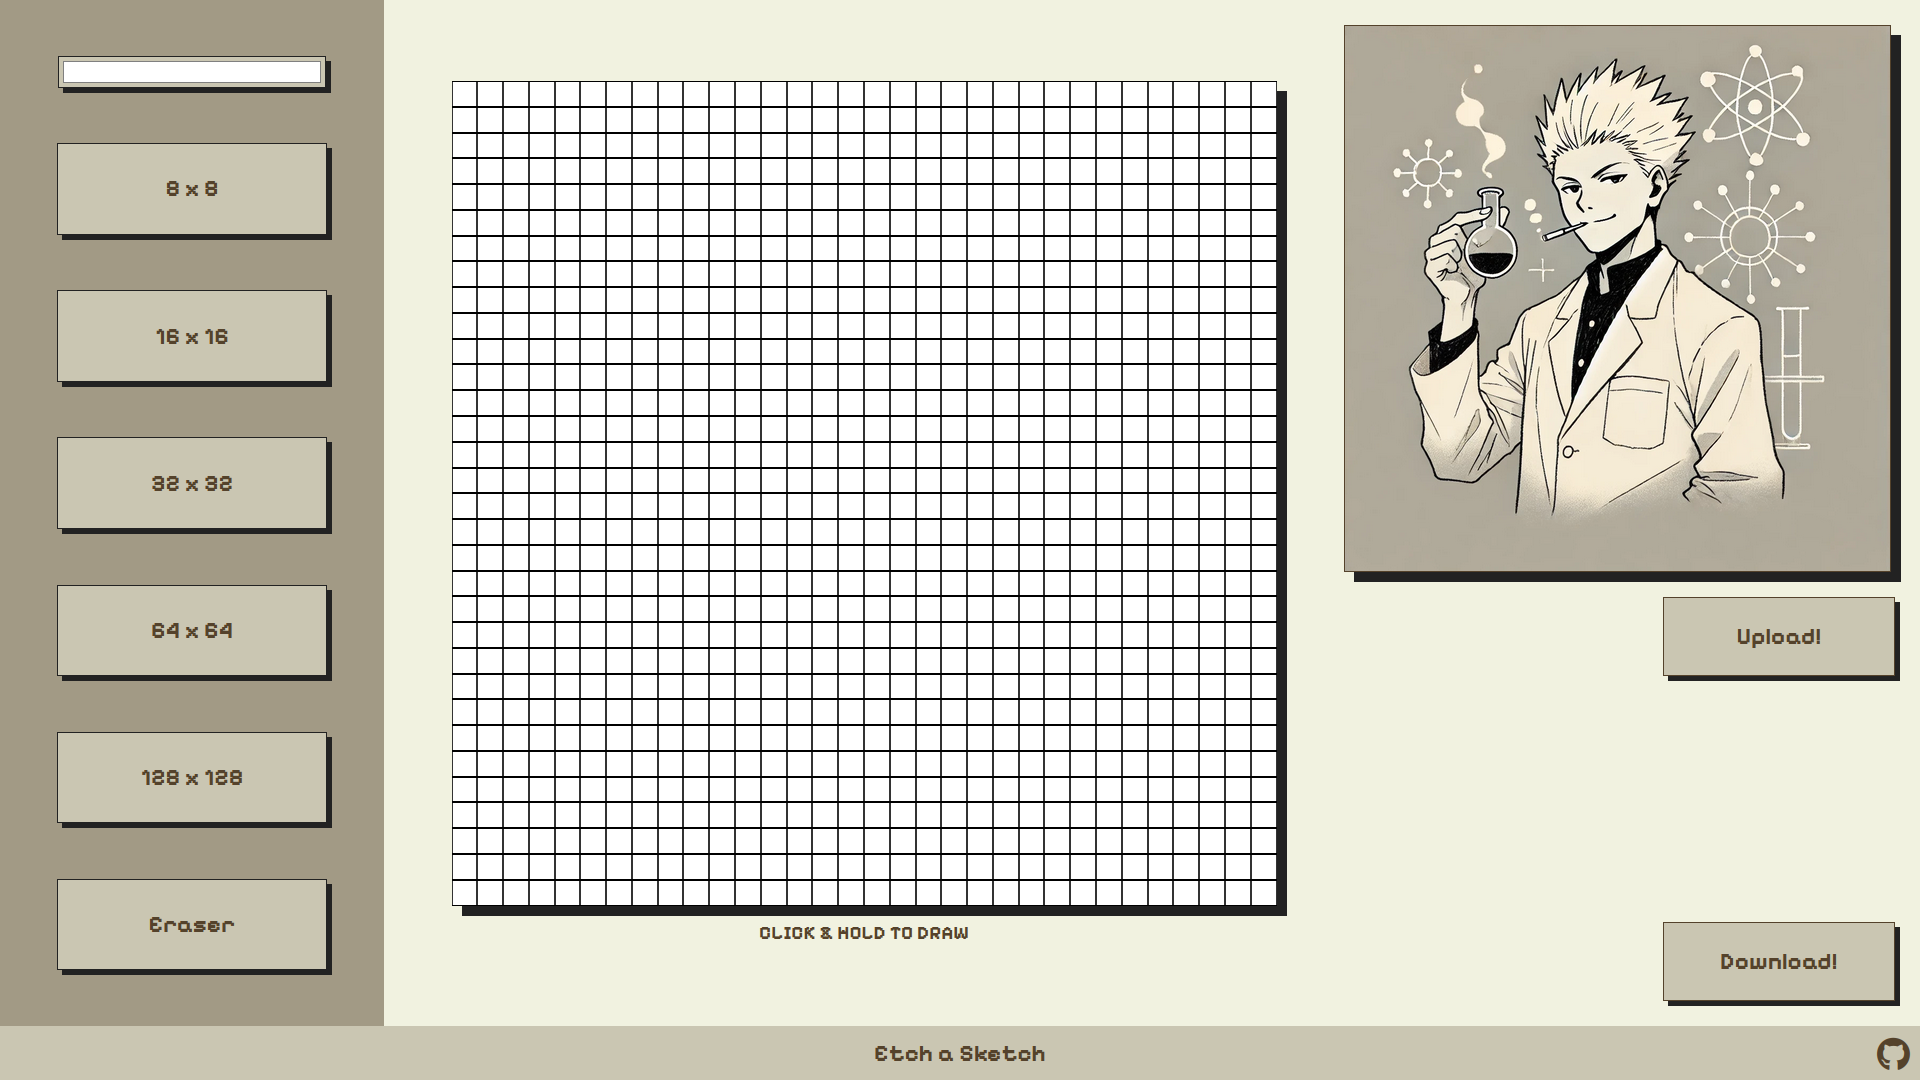 8 x 8
16 x 16
32 x 32
64 x 64
128 x 128
Eraser
CLICK & HOLD TO DRAW
Upload!
Download!
Etch a Sketch